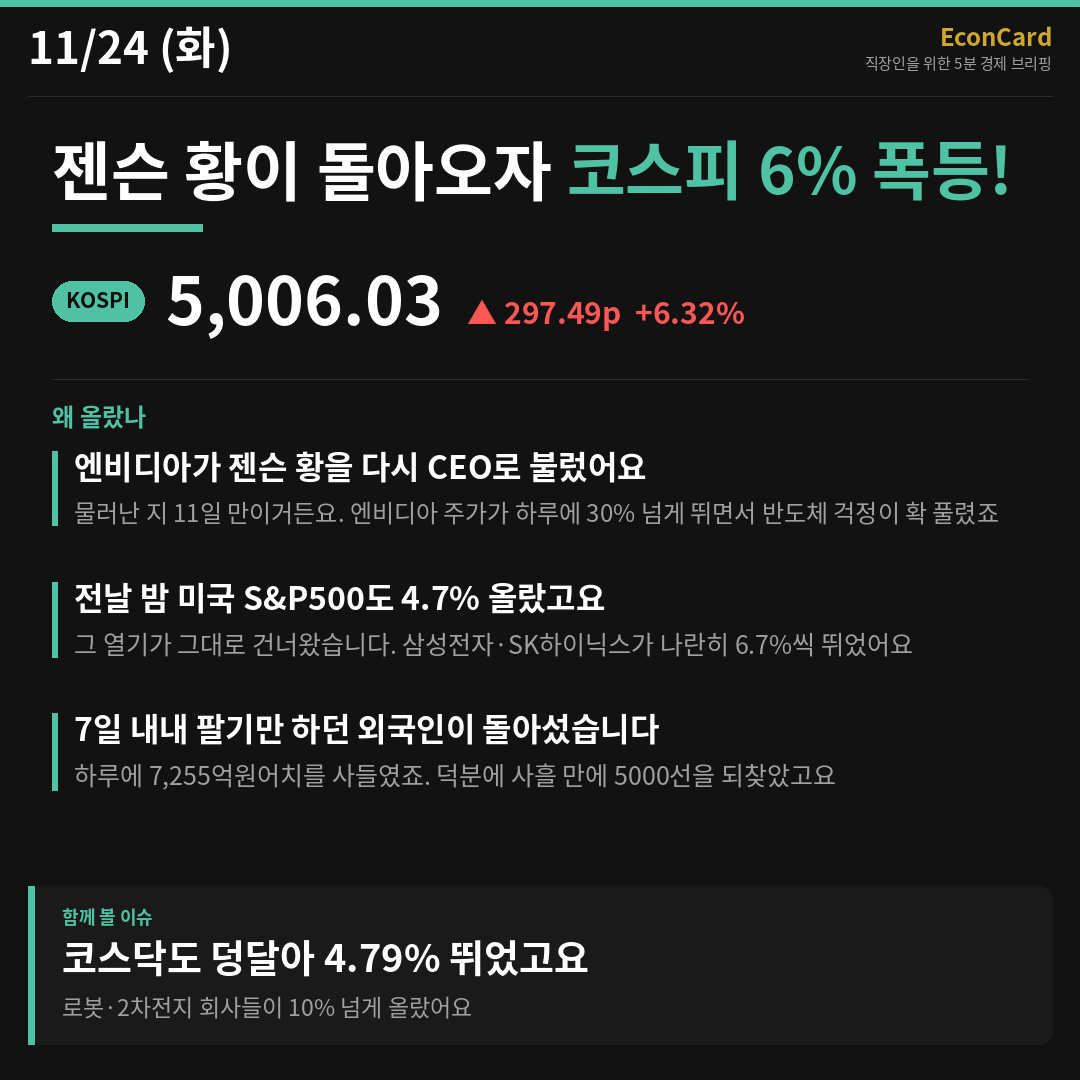 11/24 (화)
EconCard
직장인을 위한 5분 경제 브리핑
젠슨 황이 돌아오자 코스피 6% 폭등!
KOSPI 5,006.03 ▲ 297.49p +6.32%
왜 올랐나
엔비디아가 젠슨 황을 다시 CEO로 불렀어요
물러난 지 11일 만이거든요. 엔비디아 주가가 하루에 30% 넘게 뛰면서 반도체 걱정이 확 풀렸죠
전날 밤 미국 S&P500도 4.7% 올랐고요
그 열기가 그대로 건너왔습니다. 삼성전자·SK하이닉스가 나란히 6.7%씩 뛰었어요
7일 내내 팔기만 하던 외국인이 돌아섰습니다
하루에 7,255억원어치를 사들였죠. 덕분에 사흘 만에 5000선을 되찾았고요
함께 볼 이슈
코스닥도 덩달아 4.79% 뛰었고요
로봇·2차전지 회사들이 10% 넘게 올랐어요